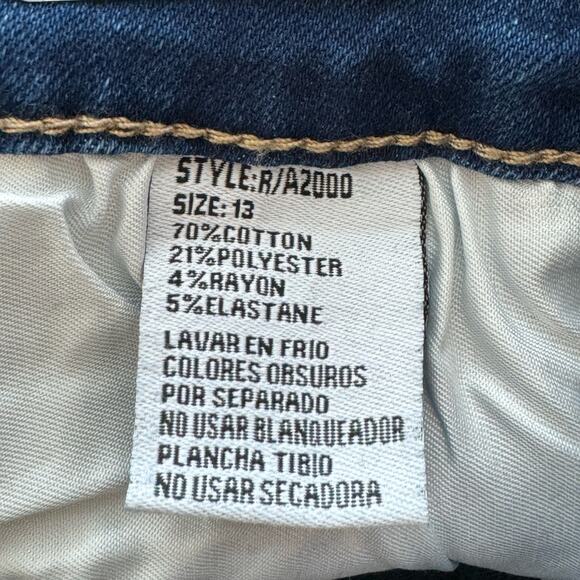 STYLE:R/A2000
SIZE: 13
70%COTTON
21%POLYESTER
4%RAYON
5%ELASTANE
LAVAR EN FRIO
COLORES OBSUROS
POR SEPARADO
NO USAR BLANQUEADOR
PLANCHA TIBIO
NO USAR SECADORA